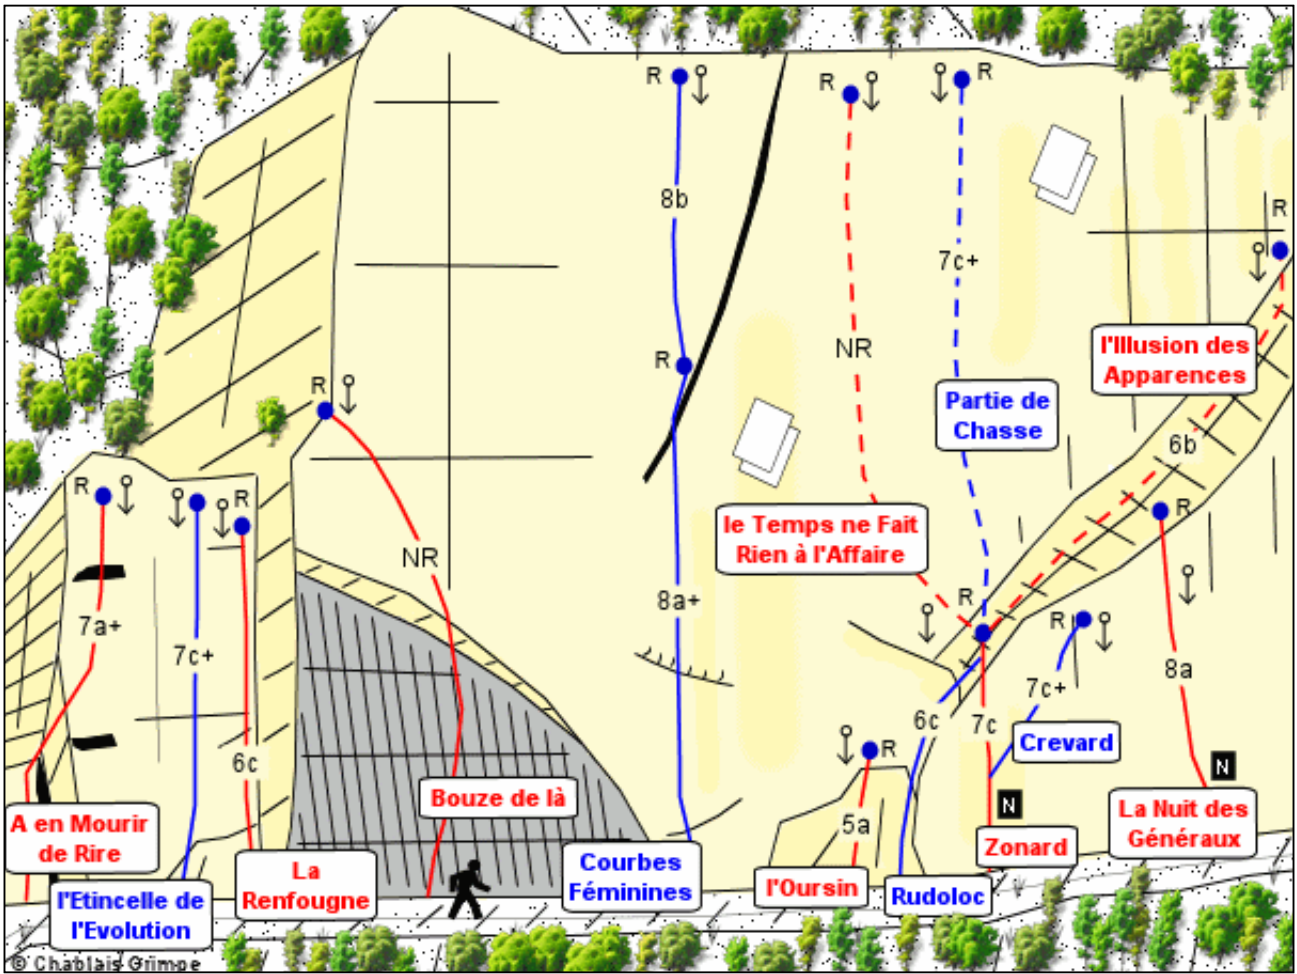 R
R
R
8b
R
7c+
NR
l'Illusion des
Apparences
R
R
Partie de
Chasse
6b
R
R
R
R
le Temps ne Fait
Rien à l'Affaire
NR
8a+
R
7a+
R
7c+
8a
7c+
6c
7c
Crevard
R
6c
N
Bouze de là
N
A en Mourir
de Rire
5a
La Nuit des
Généraux
Zonard
La
Renfougne
Courbes
Féminines
l'Oursin
Rudoloc
l'Etincelle de
l'Evolution
© Chablais Grimpe